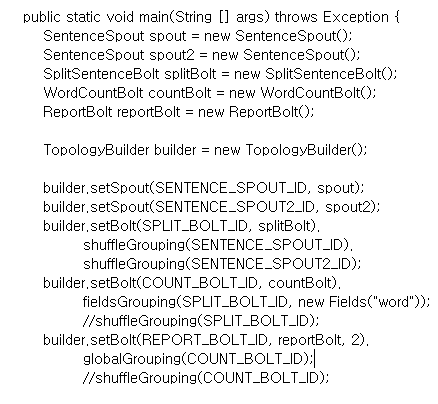 public static void main(String [] args) throws Exception {
SentenceSpout spout = new SentenceSpout();
SentenceSpout spout2 = new SentenceSpout();
SplitSentenceBolt splitBolt = new SplitSentenceBolt();
WordCountBolt countBolt = new WordCountBolt();
ReportBolt reportBolt = new ReportBolt();
TopologyBuilder builder = new TopologyBuilder();
builder.setSpout(SENTENCE_SPOUT_ID, spout);
builder.setSpout(SENTENCE_SPOUT2_ID, spout2);
builder.setBolt(SPLIT_BOLT_ID, splitBolt).
shuffleGrouping(SENTENCE_SPOUT_ID).
shuffleGrouping(SENTENCE_SPOUT2_ID);
builder.setBolt(COUNT_BOLT_ID, countBolt).
fieldsGrouping(SPLIT_BOLT_ID, new Fields("word"));
//shuffleGrouping(SPLIT_BOLT_ID);
builder.setBolt(REPORT_BOLT_ID, reportBolt, 2).
globalGrouping(COUNT_BOLT_ID);
//shuffleGrouping(COUNT_BOLT_ID);